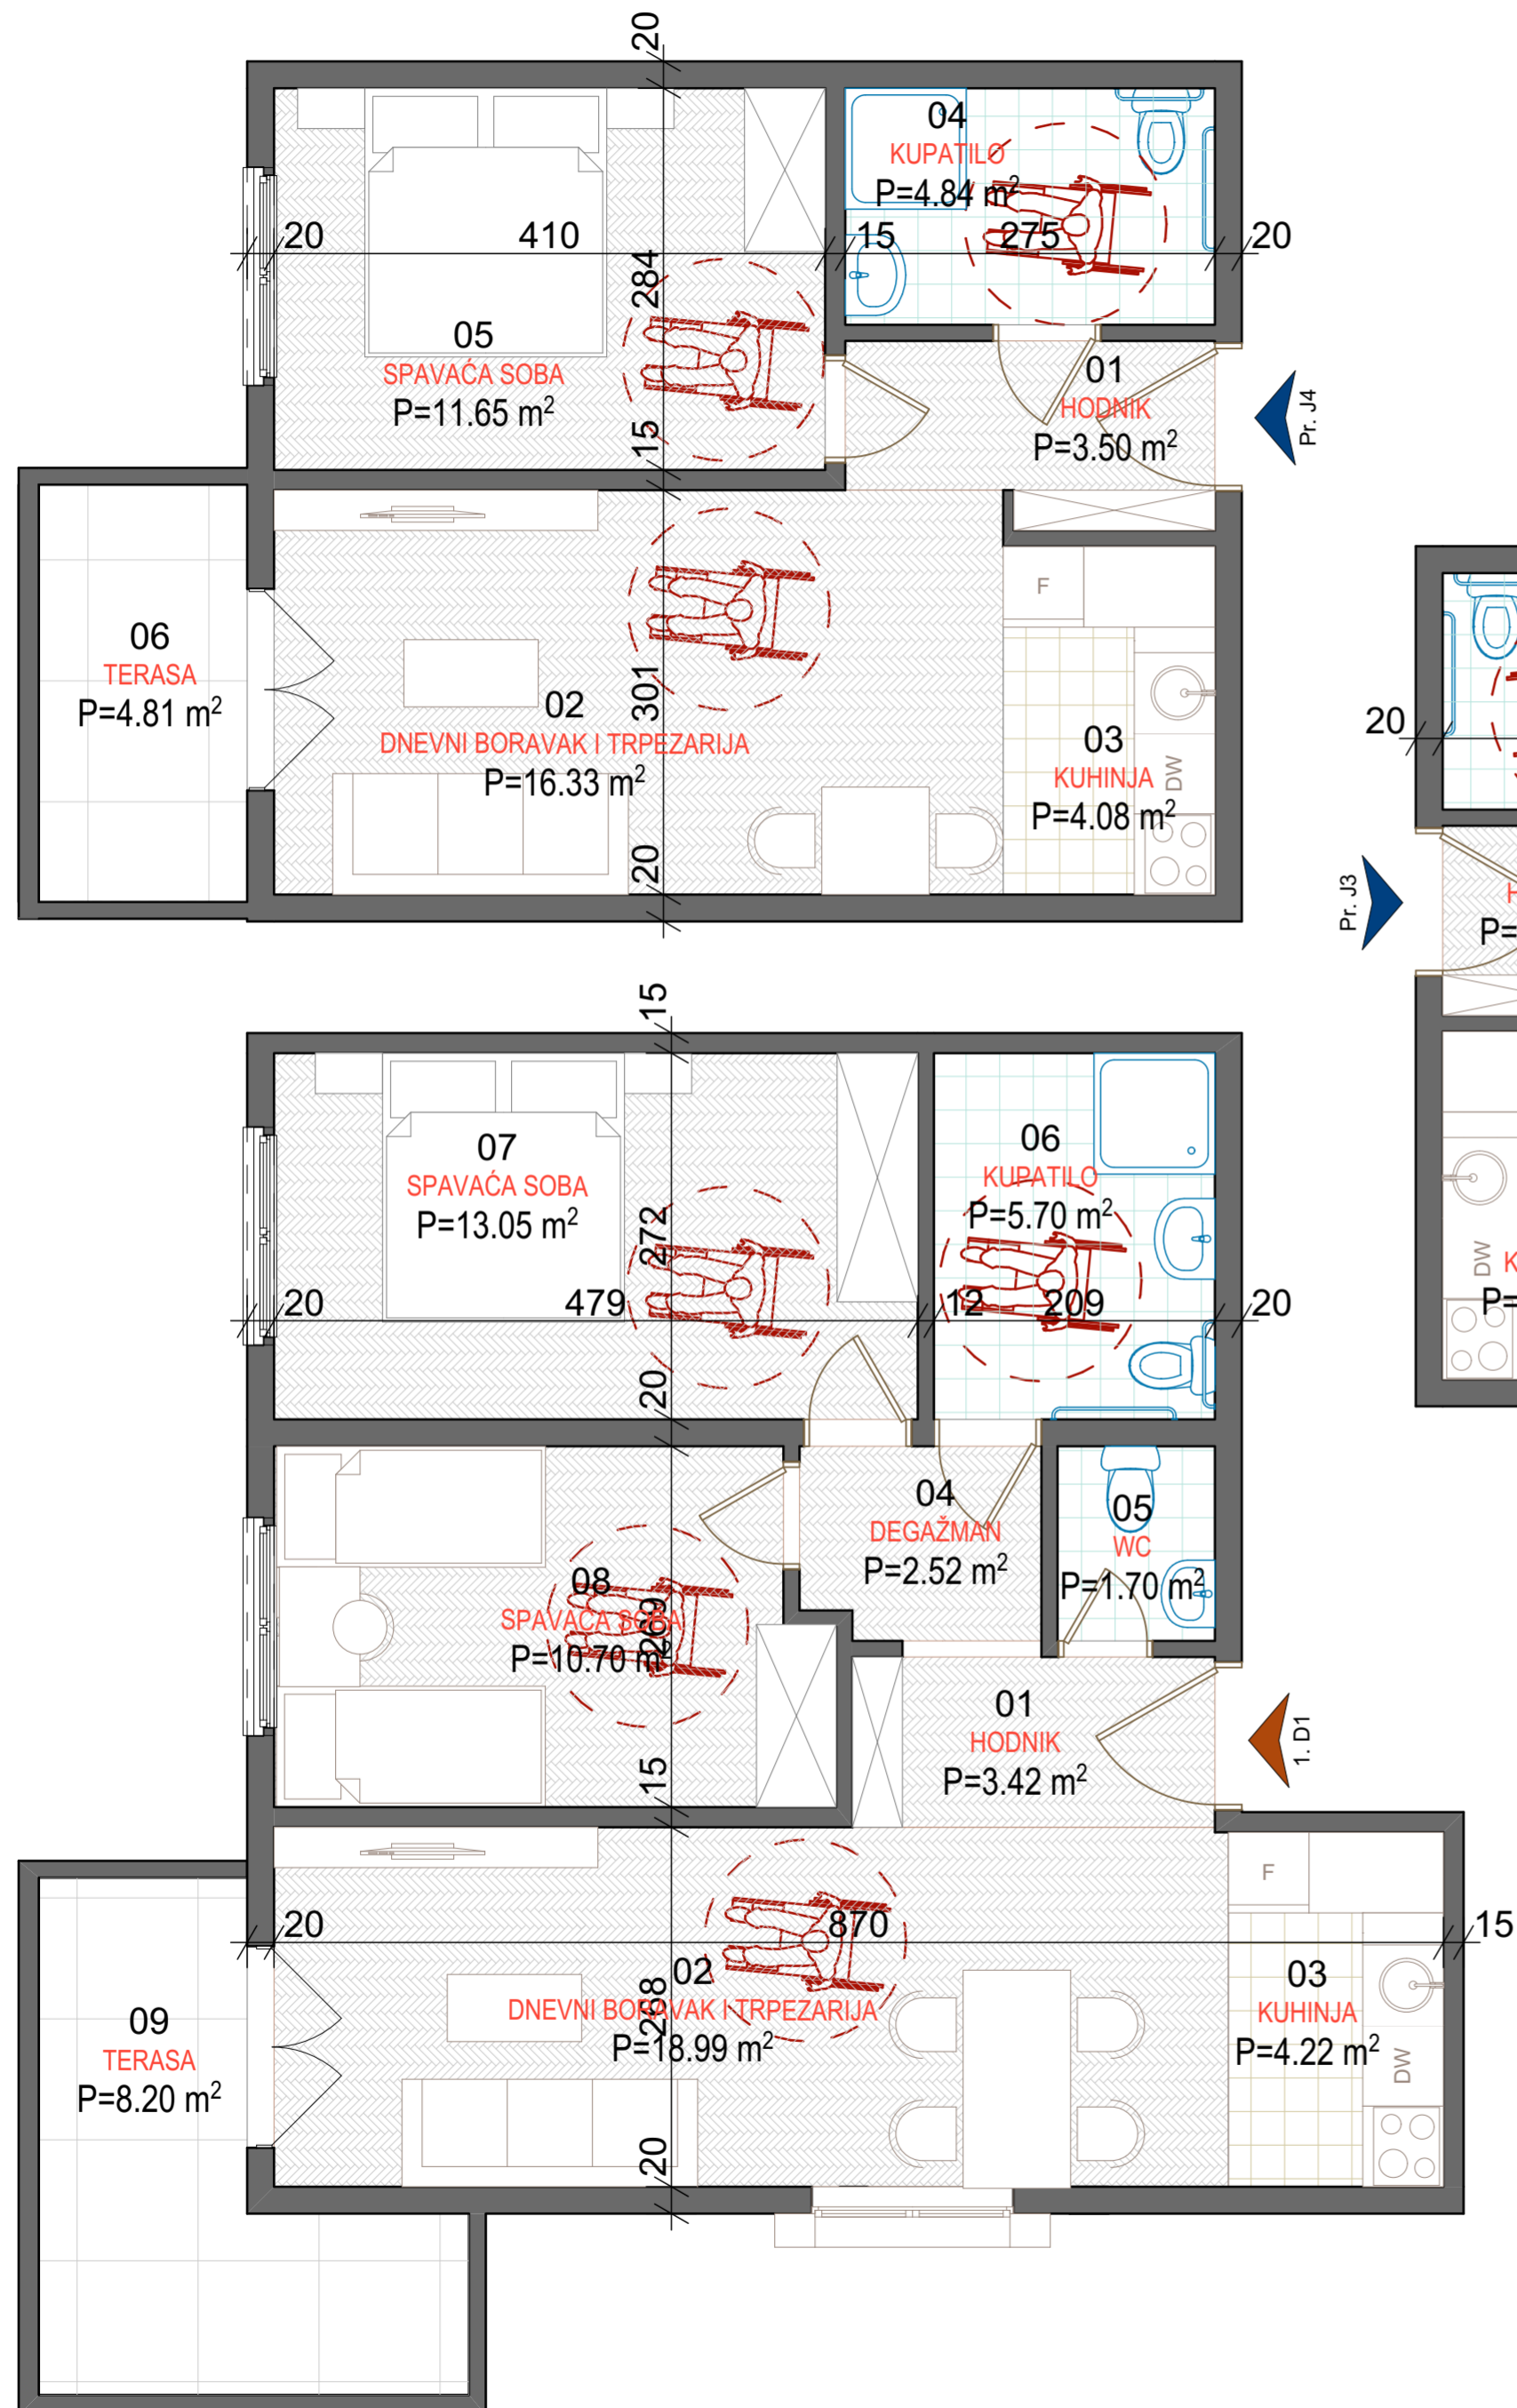 20
04
KUPATILO
P=4.84 m²
20
410
15
275
20
284
05
SPAVAĆA SOBA
P=11.65 m²
01
HODNIK
P=3.50 m²
Pr. J4
15
F
06
TERASA
P=4.81 m²
301
02
DNEVNI BORAVAK I TRPEZARIJA
P=16.33 m²
03
KUHINJA
P=4.08 m²
DW
20
20
Pr. J3
H
P=
DW
K
P=
15
07
SPAVAĆA SOBA
P=13.05 m²
06
KUPATILO
P=5.70 m²
272
20
479
12
209
20
20
04
DEGAŽMAN
P=2.52 m²
05
WC
P=1.70 m²
08
SPAVAĆA SOBA
P=10.70 m²
269
01
HODNIK
P=3.42 m²
1. D1
15
F
20
870
15
02
DNEVNI BORAVAK I TRPEZARIJA
P=18.99 m²
268
03
KUHINJA
P=4.22 m²
DW
09
TERASA
P=8.20 m²
20